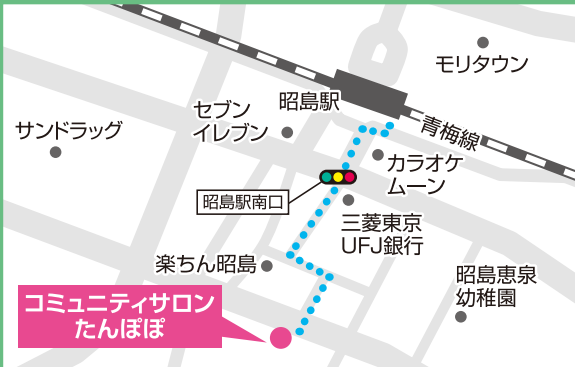 モリタウン
昭島駅
セブン
イレブン
青梅線
サンドラッグ
カラオケ
ムーン
昭島駅南口
三菱東京
UFJ銀行
楽ちん昭島
昭島恵泉
幼稚園
コミュニティサロン
たんぽぽ